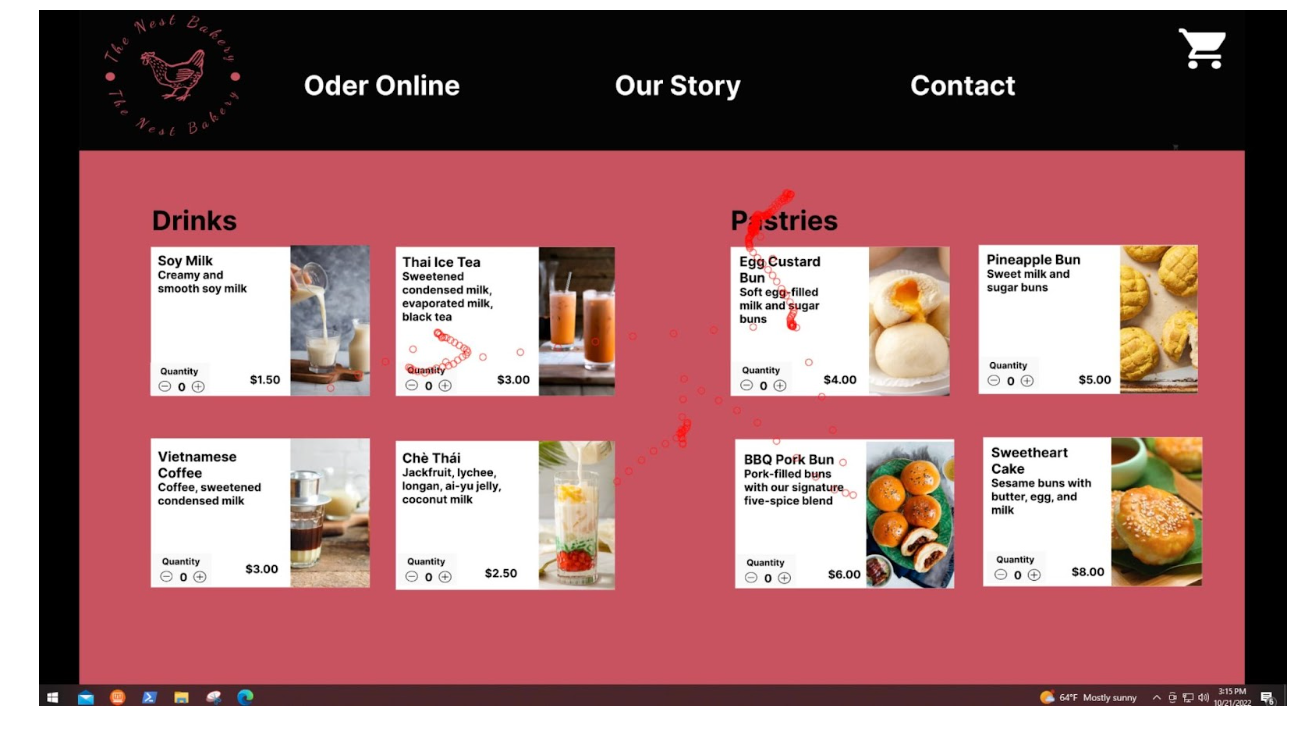 The Nest Bakery
The Nest Bakery
Oder Online
Our Story
Contact
Drinks
Soy Milk
Creamy and
smooth soy milk
Quantity
0
$1.50
Thai Ice Tea
Sweetened
condensed milk,
evaporated milk,
black tea
Quantity
0
$3.00
Vietnamese
Coffee
Coffee, sweetened
condensed milk
Quantity
0
$3.00
Chè Thái
Jackfruit, lychee,
longan, ai-yu jelly,
coconut milk
Quantity
0
$2.50
Pastries
Egg Custard
Bun
Soft egg-filled
milk and sugar
buns
Quantity
0
$4.00
Pineapple Bun
Sweet milk and
sugar buns
Quantity
0
$5.00
BBQ Pork Bun
Pork-filled buns
with our signature
five-spice blend
Quantity
0
$6.00
Sweetheart
Cake
Sesame buns with
butter, egg, and
milk
Quantity
0
$8.00
64°F Mostly sunny
3:15 PM
10/21/2022
6